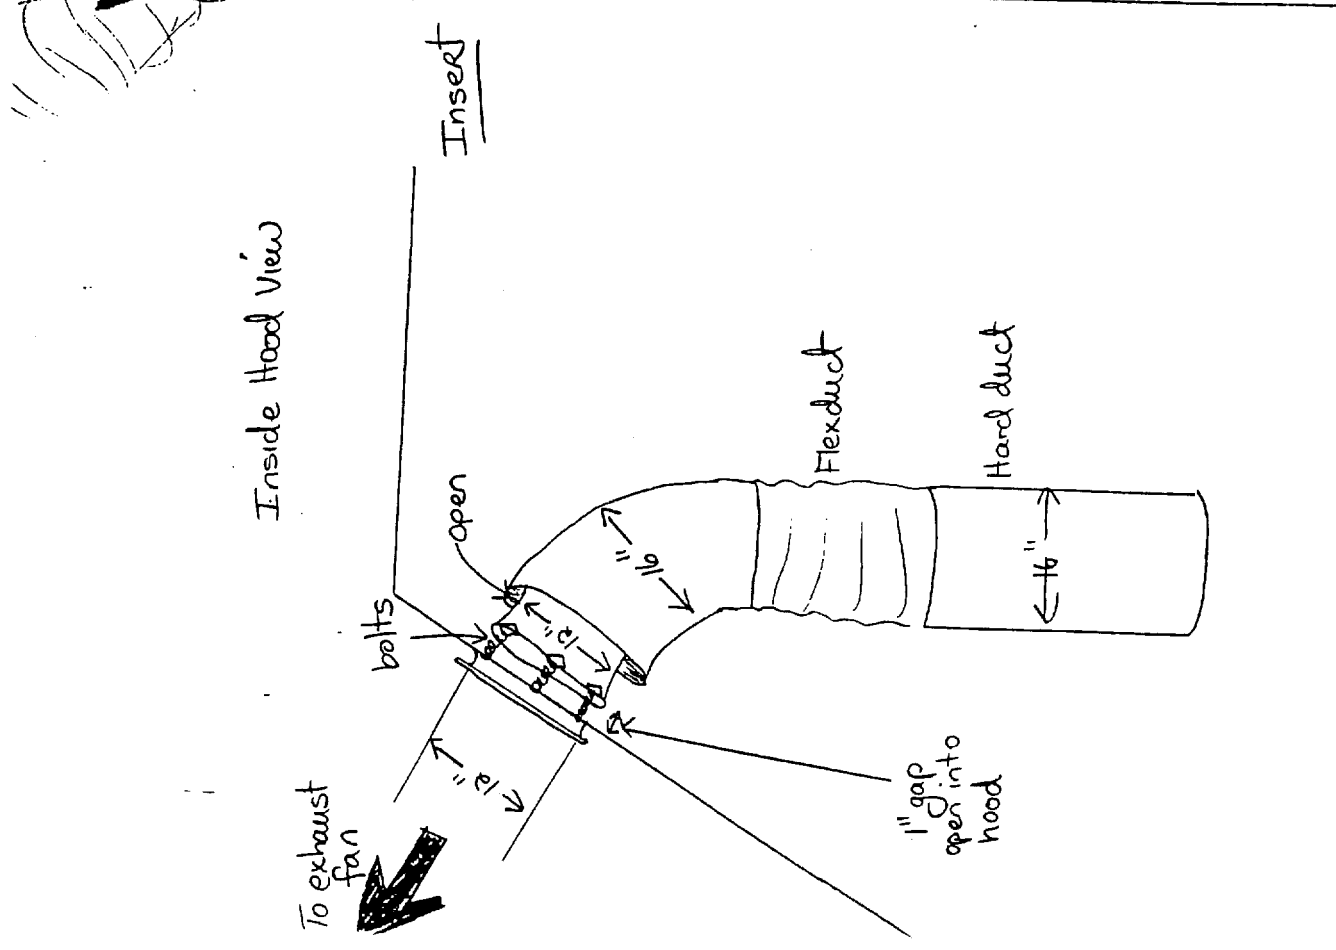 Insert
Inside Hood View
open
bolts
12"
16"
Flexduct
Hard duct
16"
12"
1" gap
open into
hood
To exhaust
fan